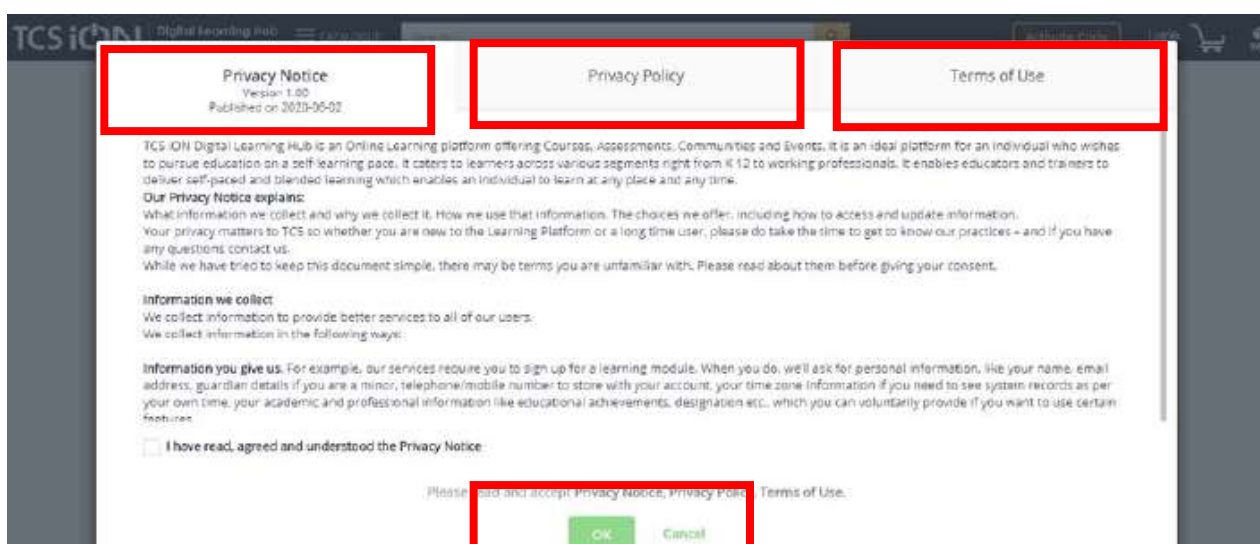 TCS iON Digital Learning Hub CATALOGUE Activate Code Login
Privacy Notice Privacy Policy Terms of Use
Version 1.00
Published on 2020-06-02
TCS iON Digital Learning Hub is an Online Learning platform offering Courses, Assessments, Communities and Events. It is an ideal platform for an individual who wishes
to pursue education on a self-learning pace. It caters to learners across various segments right from K 12 to working professionals. It enables educators and trainers to
deliver self-paced and blended learning which enables an individual to learn at any place and any time.
Our Privacy Notice explains:
What information we collect and why we collect it. How we use that information. The choices we offer, including how to access and update information.
Your privacy matters to TCS so whether you are new to the Learning Platform or a long time user, please do take the time to get to know our practices – and if you have
any questions contact us.
While we have tried to keep this document simple, there may be terms you are unfamiliar with. Please read about them before giving your consent.
Information we collect
We collect information to provide better services to all of our users.
We collect information in the following ways:
Information you give us. For example, our services require you to sign up for a learning module. When you do, we'll ask for personal information, like your name, email
address, guardian details if you are a minor, telephone/mobile number to store with your account, your time zone information if you need to see system records as per
your own time, your academic and professional information like educational achievements, designation etc., which you can voluntarily provide if you want to use certain
features
I have read, agreed and understood the Privacy Notice
Please read and accept Privacy Notice, Privacy Policy, Terms of Use.
OK Cancel